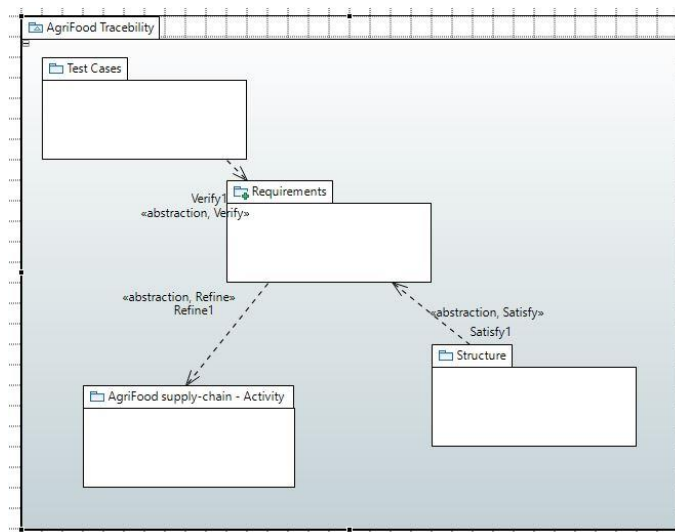 AgriFood Tracebility
Test Cases
Requirements
Verify1
«abstraction, Verify»
«abstraction, Refine»
Refine1
«abstraction, Satisfy»
Satisfy1
Structure
AgriFood supply-chain - Activity